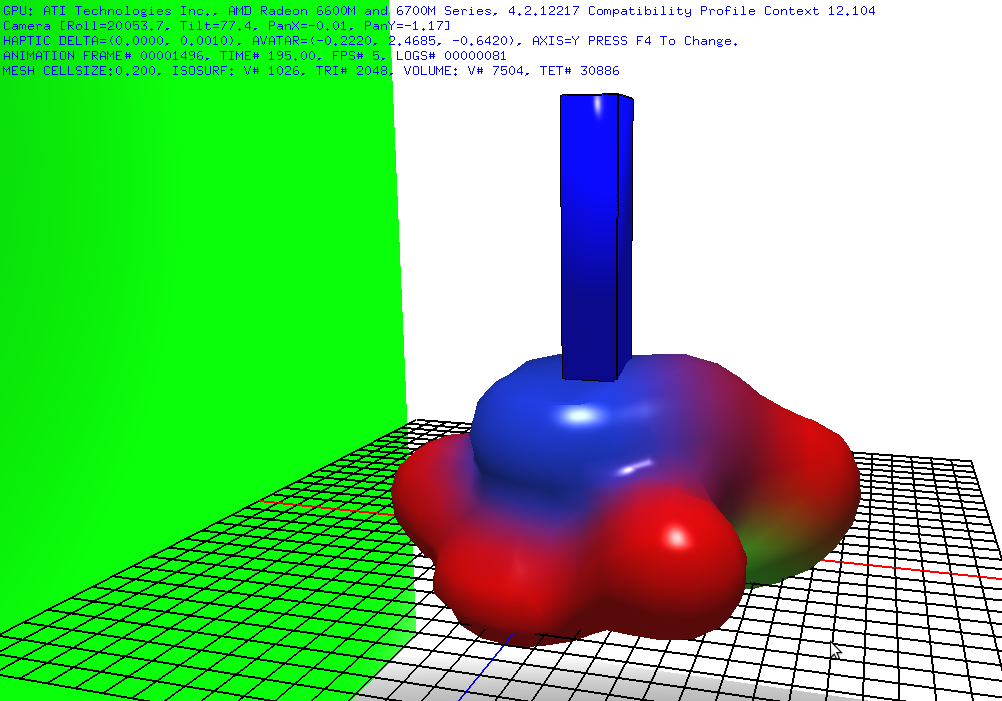 GPU: ATI Technologies Inc., AMD Radeon 6600M and 6700M Series, 4.2.12217 Compatibility Profile Context 12.104
Camera [Roll=20053.7, Tilt=77.4, PanX=-0.01, PanY=-1.17]
HAPTIC DELTA=(0.0000, 0.0010), AVATAR=(-0.2220, 2.4685, -0.6420), AXIS=Y PRESS F4 To Change.
ANIMATION FRAME# 00001496, TIME# 195.00, FPS# 5, LOGS# 00000081
MESH CELLSIZE:0.200, ISOSURF: V# 1026, TRI# 2048, VOLUME: V# 7504, TET# 30886